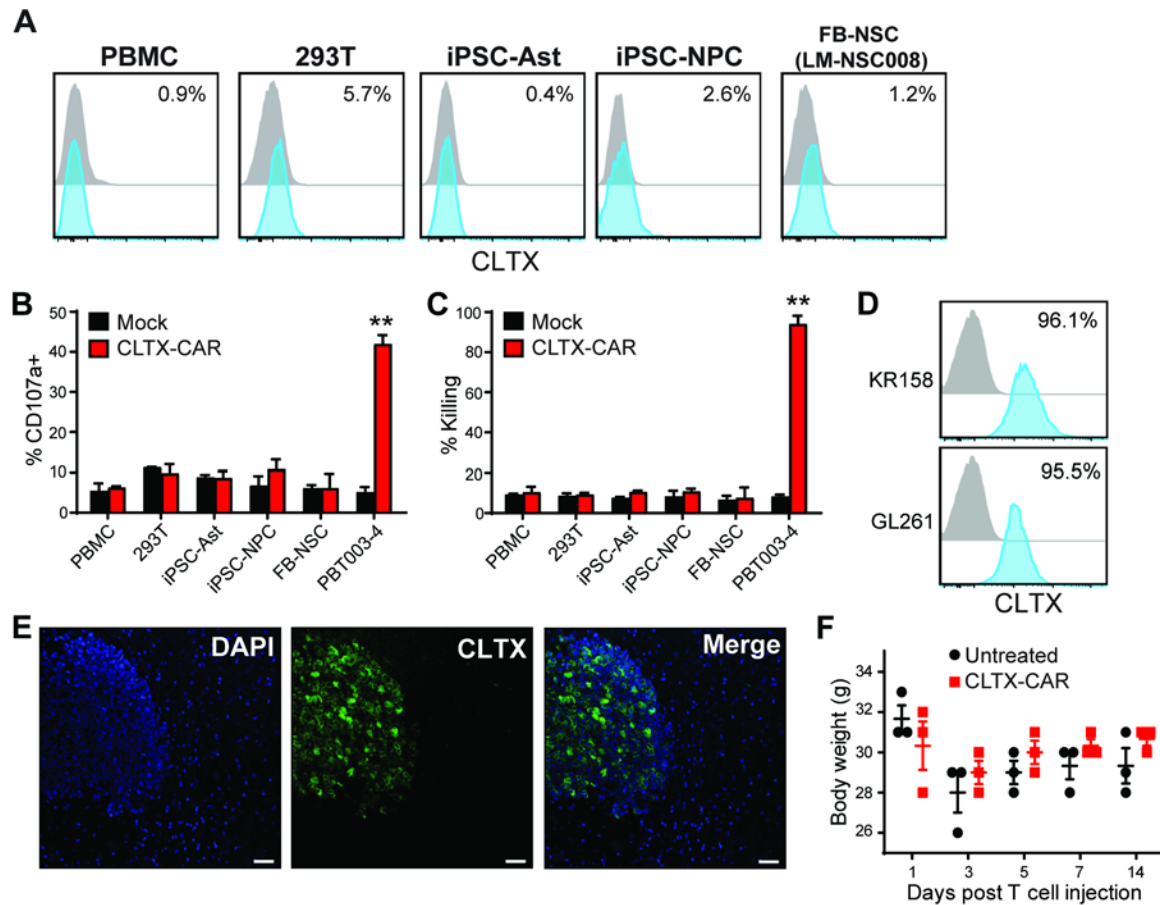 A
PBMC
293T
iPSC-Ast
iPSC-NPC
FB-NSC
(LM-NSC008)
0.9%
5.7%
0.4%
2.6%
1.2%
CLTX
B
Mock
CLTX-CAR
**
% CD107a+
50
40
30
20
10
0
PBMC
293T
iPSC-Ast
iPSC-NPC
FB-NSC
PBT003-4
C
Mock
CLTX-CAR
**
% Killing
100
80
60
40
20
0
PBMC
293T
iPSC-Ast
iPSC-NPC
FB-NSC
PBT003-4
D
KR158
96.1%
GL261
95.5%
CLTX
E
DAPI
CLTX
Merge
F
Untreated
CLTX-CAR
Body weight (g)
32
30
28
26
1
3
5
7
14
Days post T cell injection